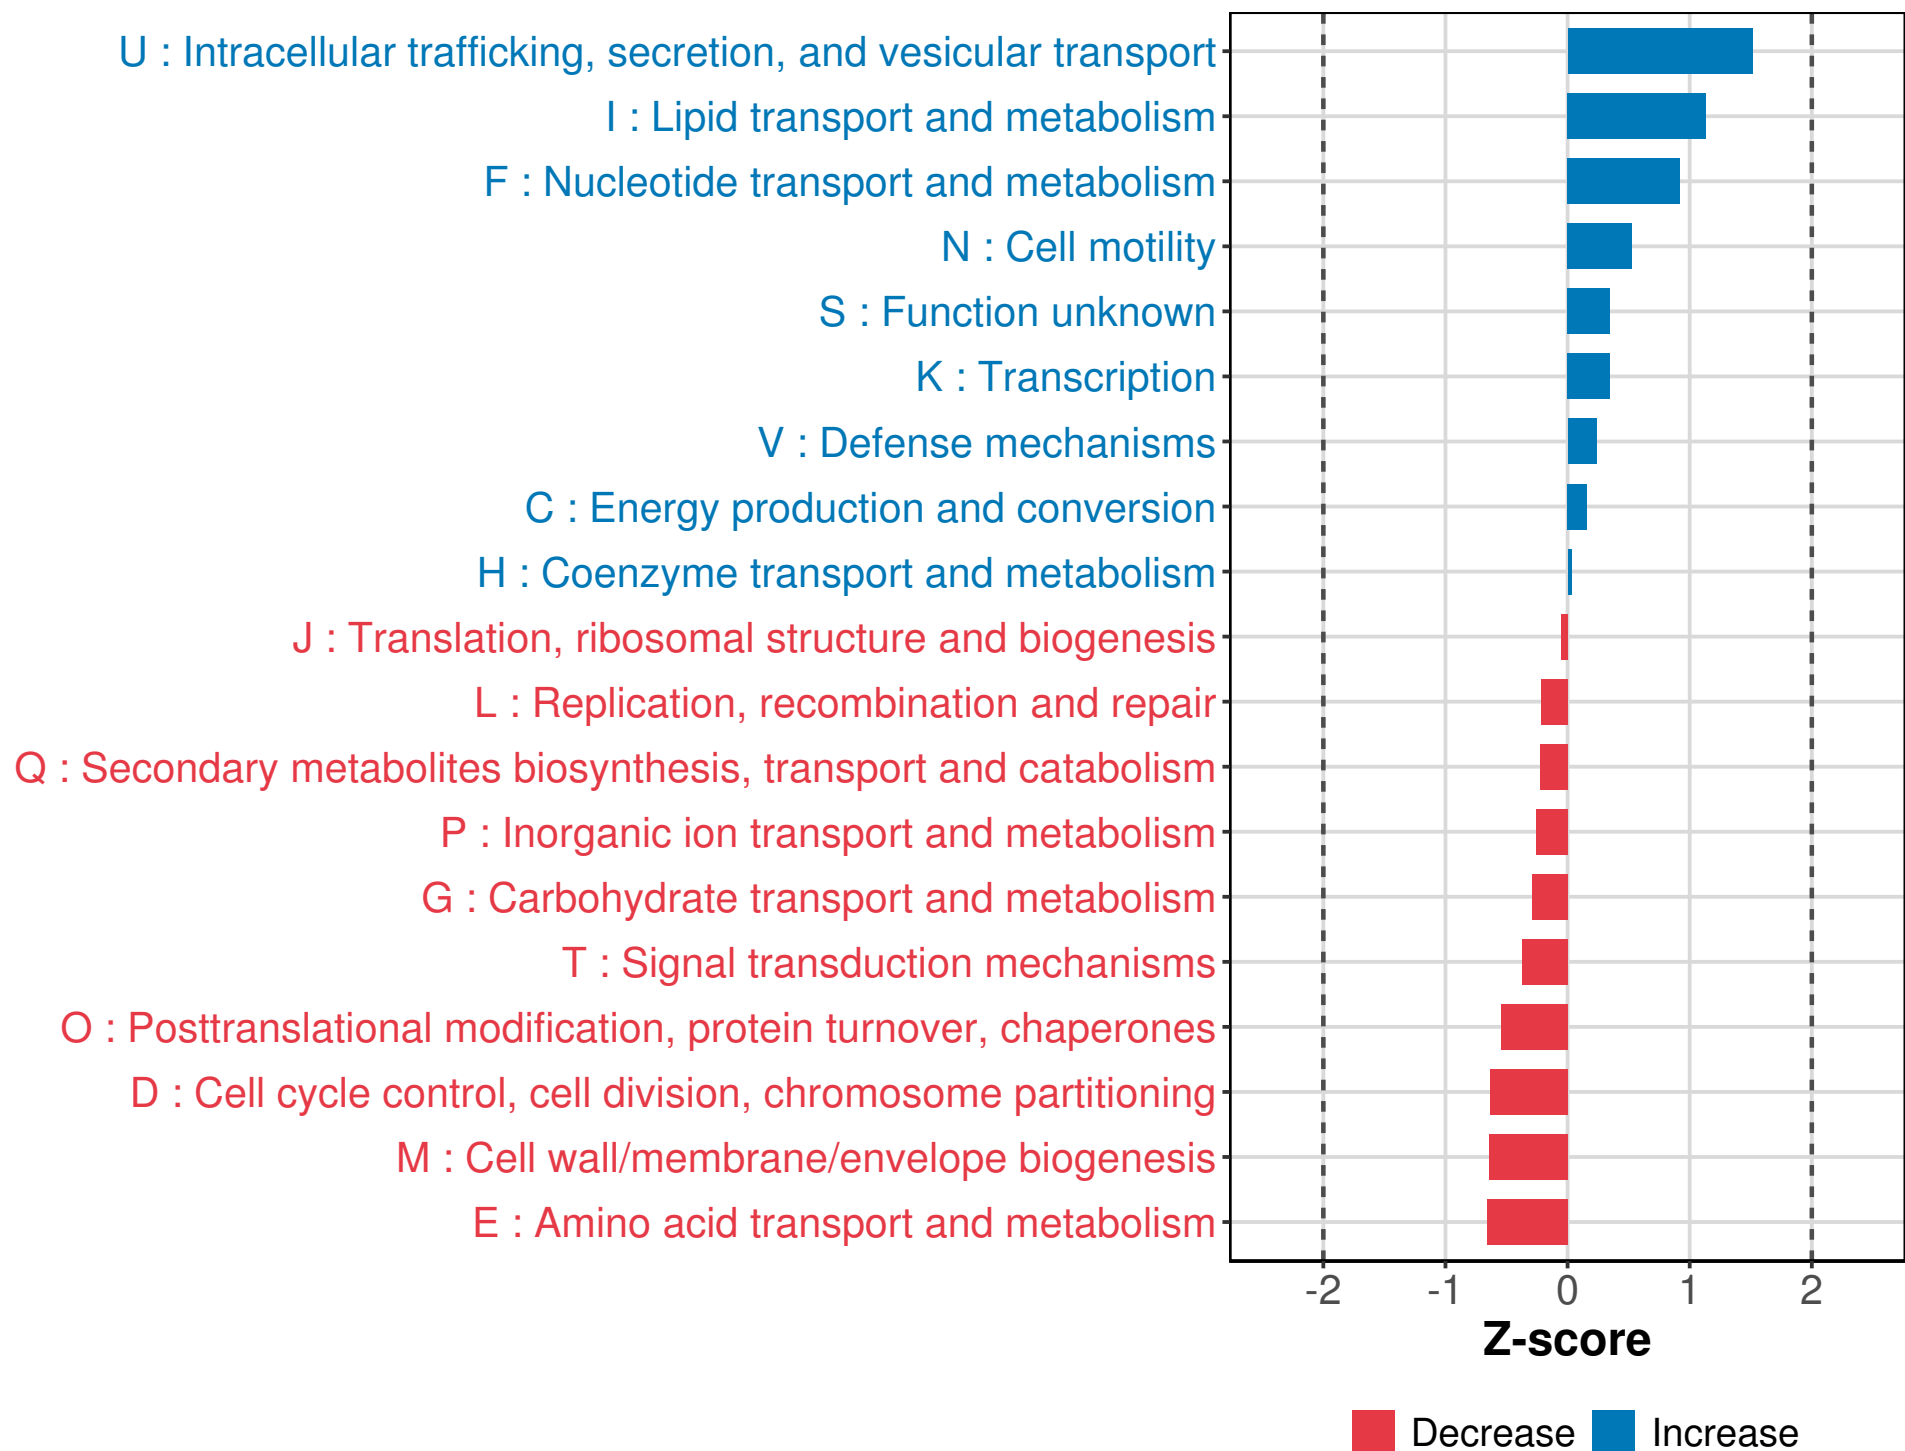 U : Intracellular trafficking, secretion, and vesicular transport
I : Lipid transport and metabolism
F : Nucleotide transport and metabolism
N : Cell motility
S : Function unknown
K : Transcription
V : Defense mechanisms
C : Energy production and conversion
H : Coenzyme transport and metabolism
J : Translation, ribosomal structure and biogenesis
L : Replication, recombination and repair
Q : Secondary metabolites biosynthesis, transport and catabolism
P : Inorganic ion transport and metabolism
G : Carbohydrate transport and metabolism
T : Signal transduction mechanisms
O : Posttranslational modification, protein turnover, chaperones
D : Cell cycle control, cell division, chromosome partitioning
M : Cell wall/membrane/envelope biogenesis
E : Amino acid transport and metabolism
-2 -1 0 1 2
Z-score
Decrease Increase